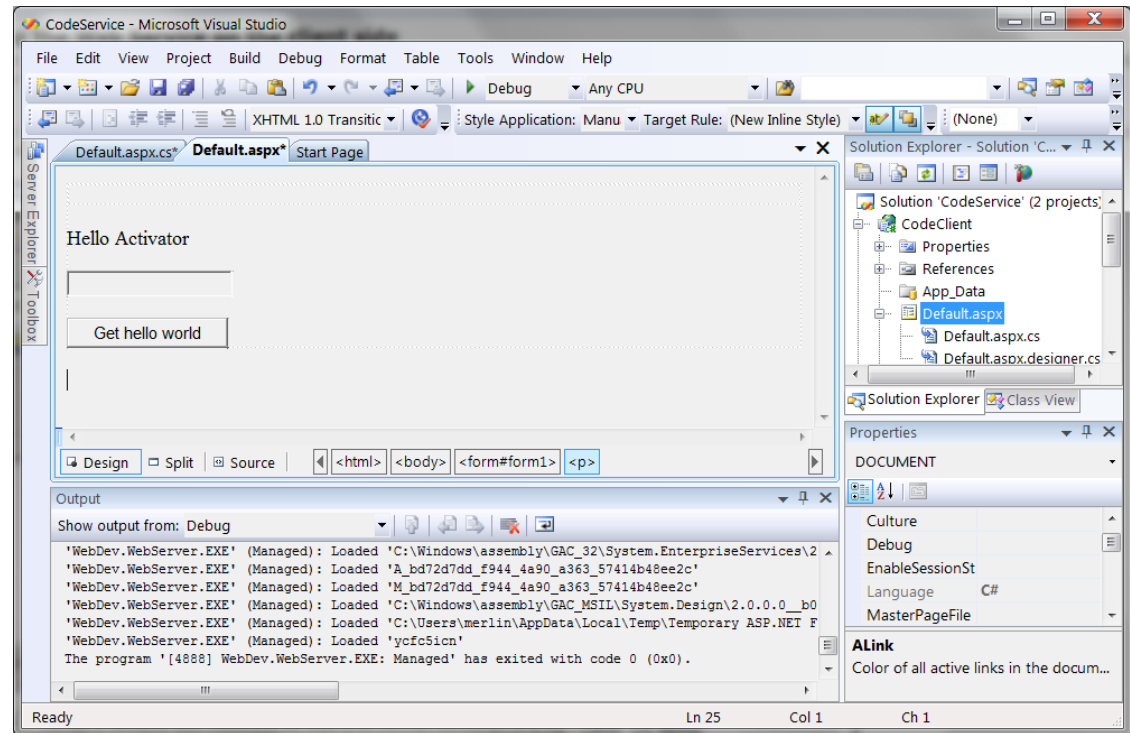 CodeService - Microsoft Visual Studio
File Edit View Project Build Debug Format Table Tools Window Help
Debug Any CPU
XHTML 1.0 Transitic Style Application: Manu Target Rule: (New Inline Style) (None)
Server Explorer
Toolbox
Default.aspx.cs* Default.aspx* Start Page
Hello Activator
Get hello world
Design Split Source <html> <body> <form#form1> <p>
Output
Show output from: Debug
'WebDev.WebServer.EXE' (Managed): Loaded 'C:\Windows\assembly\GAC_32\System.EnterpriseServices\2
'WebDev.WebServer.EXE' (Managed): Loaded 'A_bd72d7dd_f944_4a90_a363_57414b48ee2c'
'WebDev.WebServer.EXE' (Managed): Loaded 'M_bd72d7dd_f944_4a90_a363_57414b48ee2c'
'WebDev.WebServer.EXE' (Managed): Loaded 'C:\Windows\assembly\GAC_MSIL\System.Design\2.0.0.0__b0
'WebDev.WebServer.EXE' (Managed): Loaded 'C:\Users\merlin\AppData\Local\Temp\Temporary ASP.NET F
'WebDev.WebServer.EXE' (Managed): Loaded 'ycfc5icn'
The program '[4888] WebDev.WebServer.EXE: Managed' has exited with code 0 (0x0).
Solution Explorer - Solution 'C...
Solution 'CodeService' (2 projects)
CodeClient
Properties
References
App_Data
Default.aspx
Default.aspx.cs
Default.aspx.designer.cs
Solution Explorer Class View
Properties
DOCUMENT
Culture
Debug
EnableSessionSt
Language C#
MasterPageFile
ALink
Color of all active links in the docum...
Ready Ln 25 Col 1 Ch 1